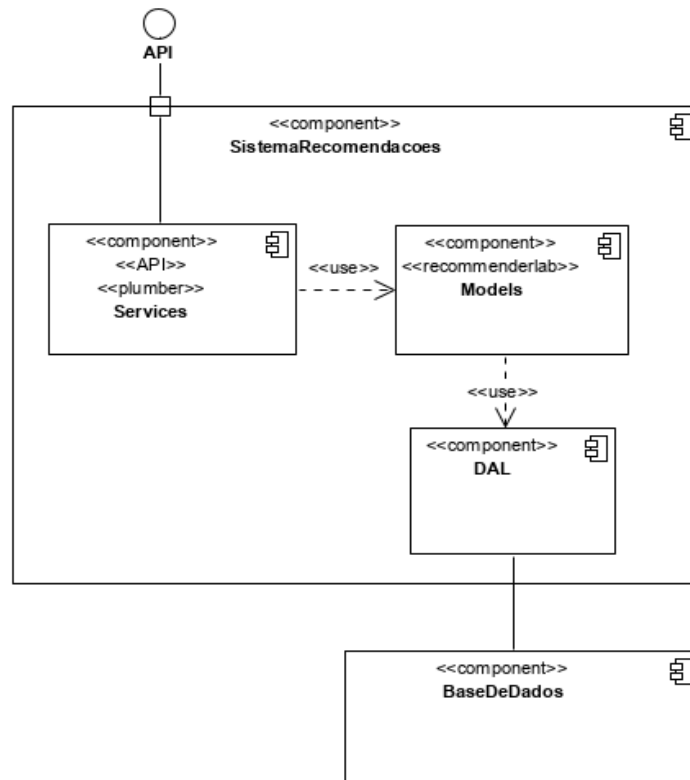 API
<<component>>
SistemaRecomendacoes
<<component>>
<<API>>
<<plumber>>
Services
<<use>>
<<component>>
<<recommenderlab>>
Models
<<use>>
<<component>>
DAL
<<component>>
BaseDeDados